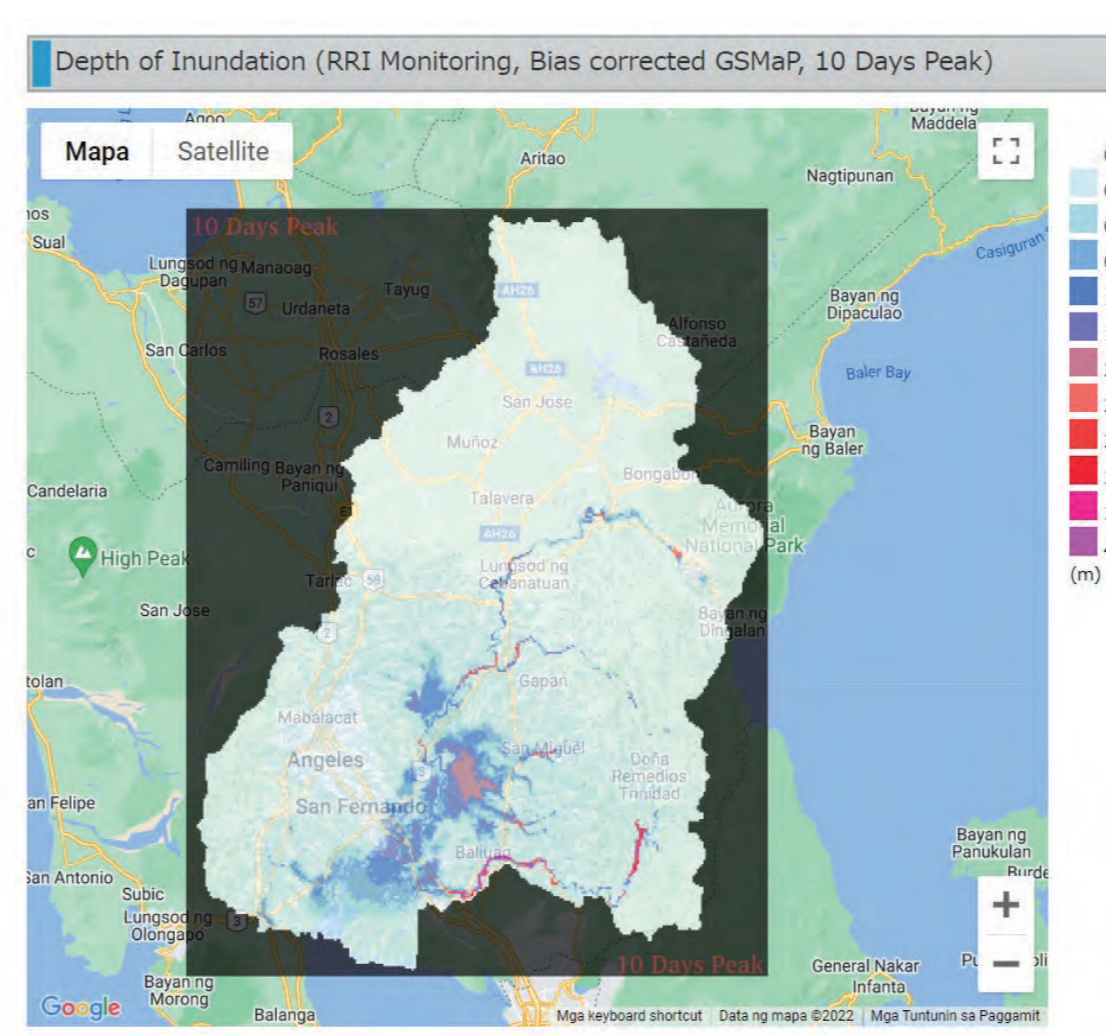 Depth of Inundation (RRI Monitoring, Bias corrected GSMaP, 10 Days Peak)
Mapa
Satellite
Agoo
Aritao
Maddela
Nagtipunan
Sual
10 Days Peak
Casiguran
Lungsod ng
Dagupan
Manaoag
Tayug
AH26
57
Urdaneta
Bayan ng
Dipaculao
Alfonso
Castañeda
San Carlos
Rosales
AH26
Baler Bay
San Jose
2
Muñoz
Bayan
ng Baler
Camiling
Bayan ng
Paniqui
Bongabon
Candelaria
Talavera
Aurora
Memorial
National Park
AH26
High Peak
Lungsod ng
Cabanatuan
Tarlac
58
(m)
San Jose
Bayan ng
Dingalan
2
Gapan
Mabalacat
San Miguel
Angeles
Doña
Remedios
Trinidad
3
San Fernando
an Felipe
Bayan ng
Panukulan
Baliuag
San Antonio
Subic
Lungsod ng
Olongapo
3
10 Days Peak
General Nakar
Infanta
Bayan ng
Morong
Google
Balanga
Mga keyboard shortcut
Data ng mapa ©2022
Mga Tuntunin sa Paggamit